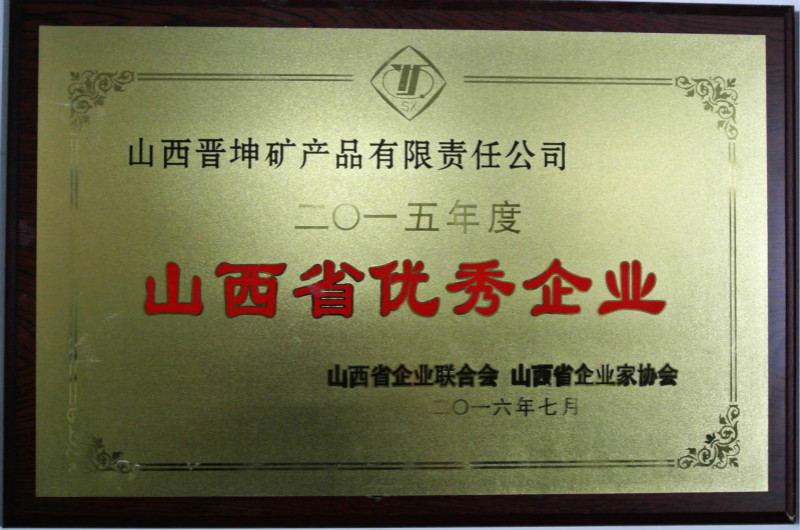 SX
山西晋坤矿产品有限责任公司
二〇一五年度
山西省优秀企业
山西省企业联合会 山西省企业家协会
二〇一六年七月